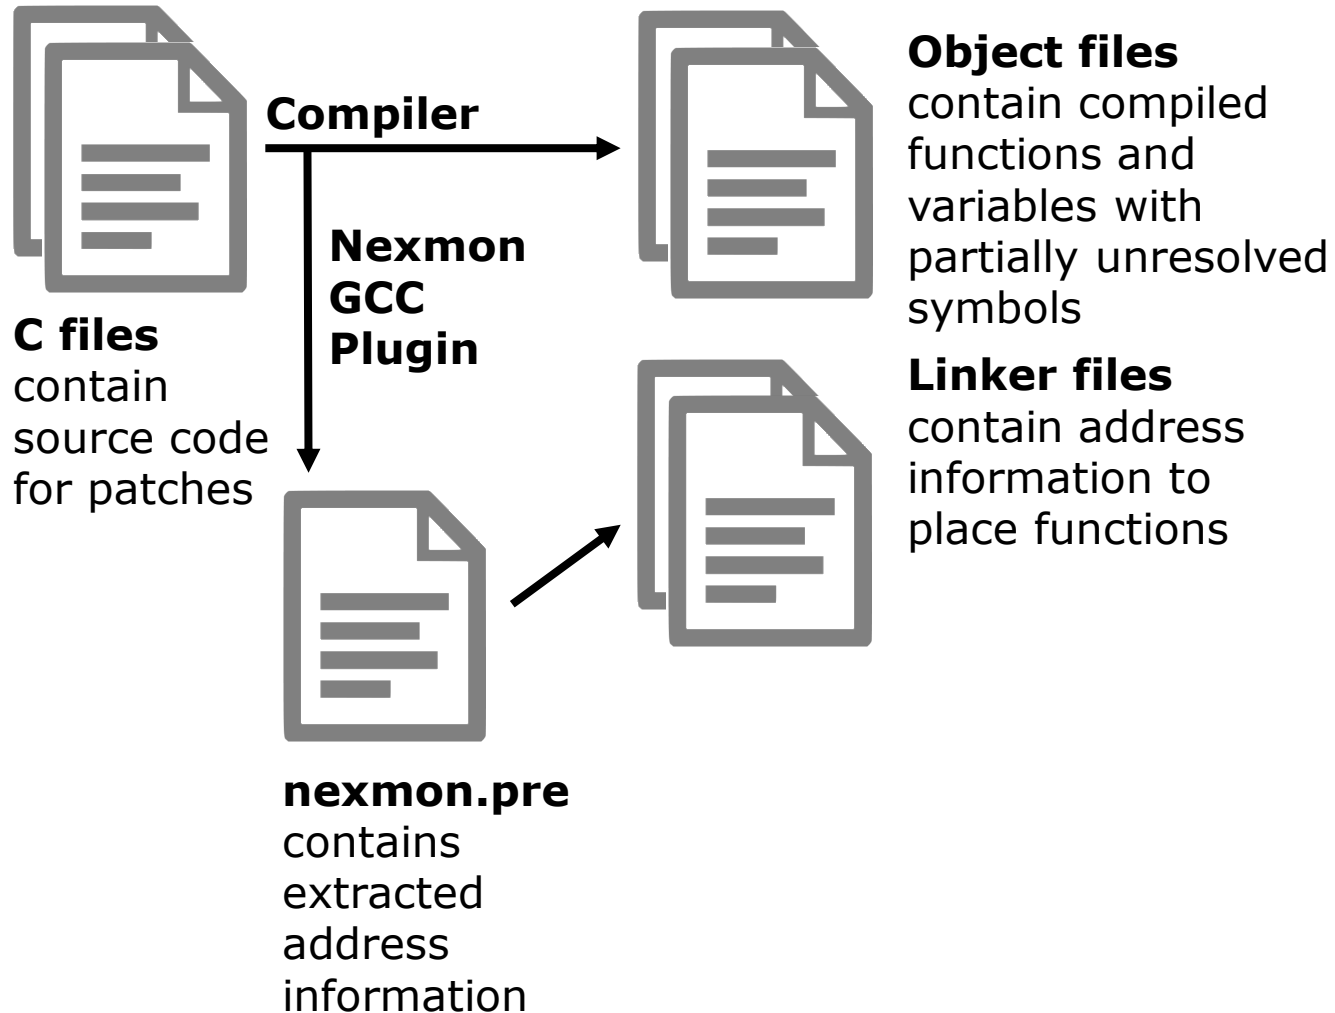 C files
contain
source code
for patches
Compiler
Nexmon
GCC
Plugin
nexmon.pre
contains
extracted
address
information
Object files
contain compiled
functions and
variables with
partially unresolved
symbols
Linker files
contain address
information to
place functions